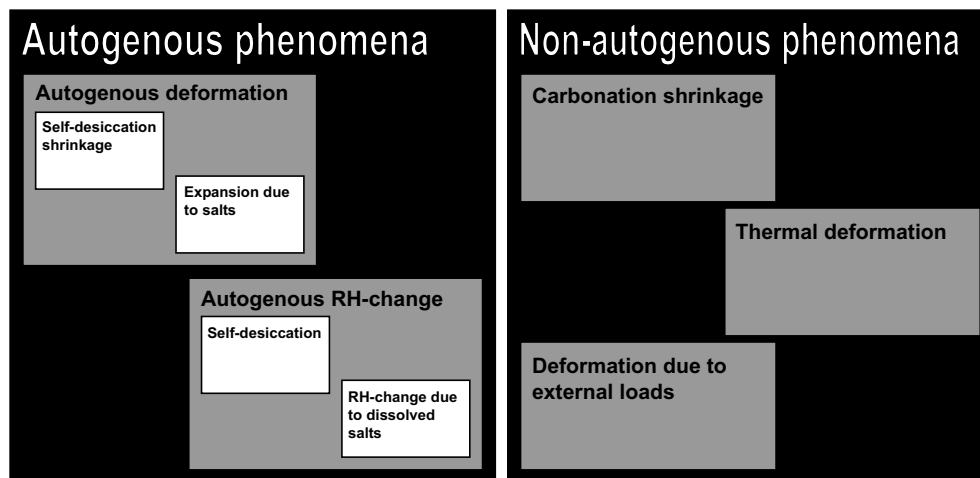 Autogenous phenomena
Autogenous deformation
Self-desiccation
shrinkage
Expansion due
to salts
Autogenous RH-change
Self-desiccation
RH-change due
to dissolved
salts
Non-autogenous phenomena
Carbonation shrinkage
Thermal deformation
Deformation due to
external loads